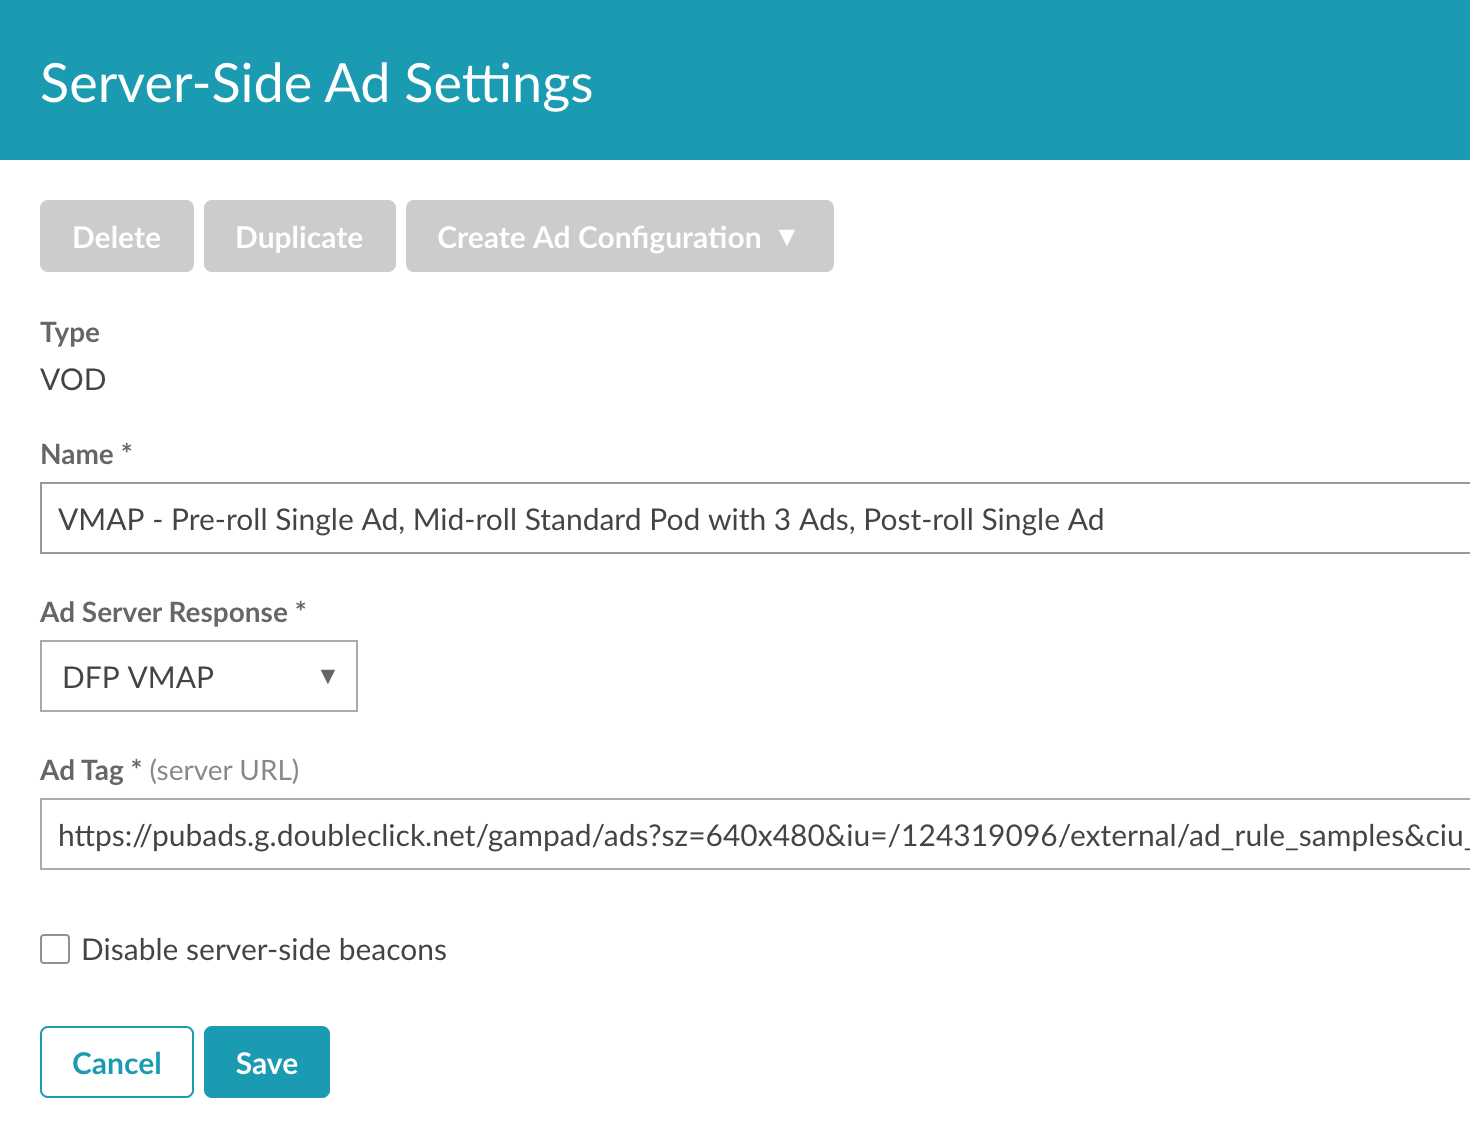 Server-Side Ad Settings
Delete Duplicate Create Ad Configuration ▼
Type
VOD
Name *
VMAP - Pre-roll Single Ad, Mid-roll Standard Pod with 3 Ads, Post-roll Single Ad
Ad Server Response *
DFP VMAP ▼
Ad Tag * (server URL)
https://pubads.g.doubleclick.net/gampad/ads?sz=640x480&iu=/124319096/external/ad_rule_samples&ciu_
Disable server-side beacons
Cancel Save